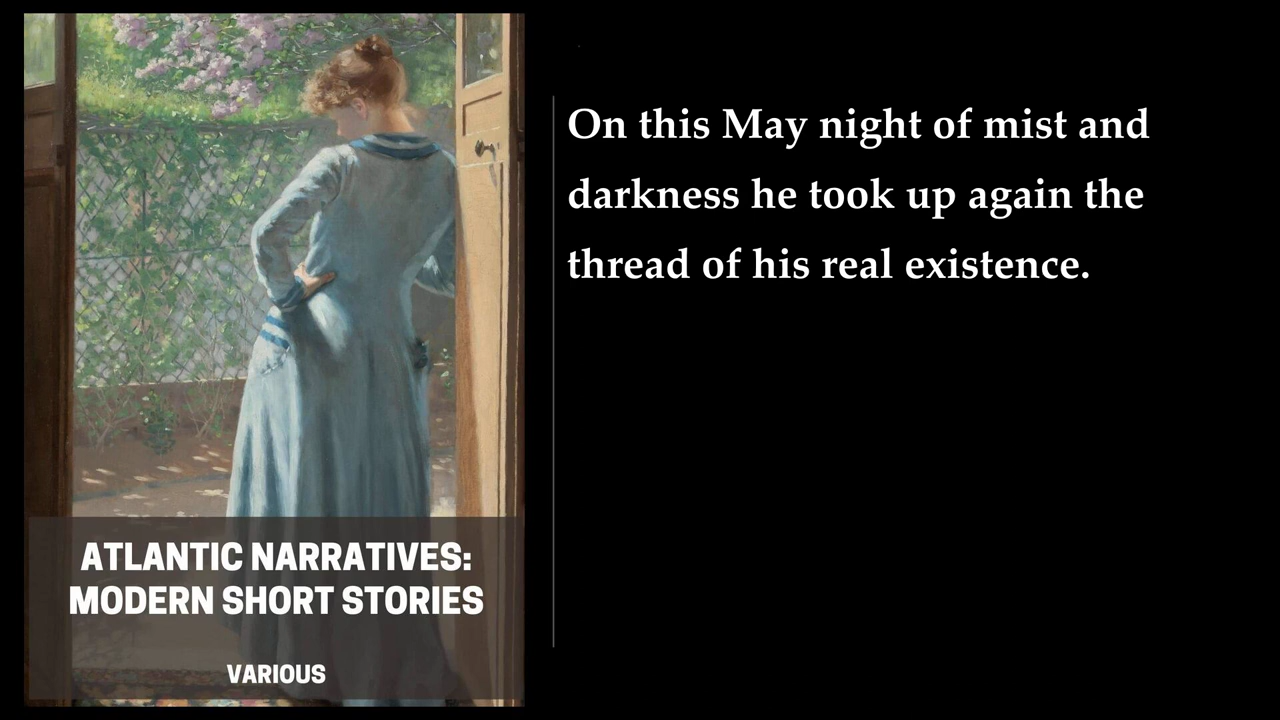 On this May night of mist and
darkness he took up again the
thread of his real existence.
ATLANTIC NARRATIVES:
MODERN SHORT STORIES
VARIOUS